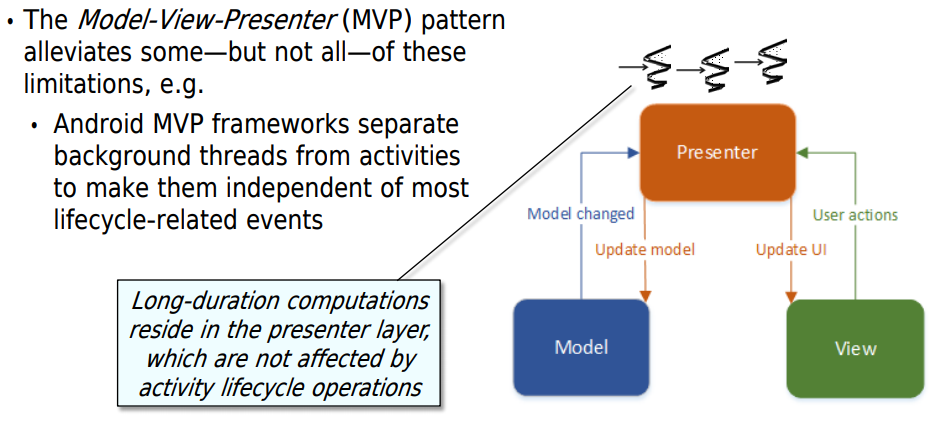 • The Model-View-Presenter (MVP) pattern
alleviates some—but not all—of these
limitations, e.g.
• Android MVP frameworks separate
background threads from activities
to make them independent of most
lifecycle-related events
Long-duration computations
reside in the presenter layer,
which are not affected by
activity lifecycle operations
Presenter
Model changed
User actions
Update model
Update UI
Model
View